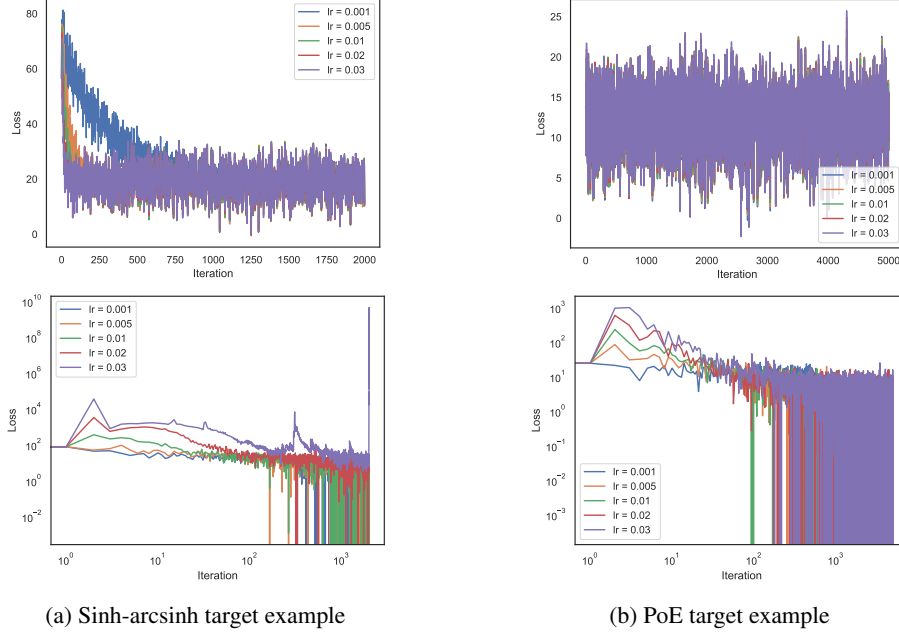 80
60
40
20
0
Loss
lr = 0.001
lr = 0.005
lr = 0.01
lr = 0.02
lr = 0.03
0 250 500 750 1000 1250 1500 1750 2000
Iteration
25
20
15
10
5
0
Loss
lr = 0.001
lr = 0.005
lr = 0.01
lr = 0.02
lr = 0.03
0 1000 2000 3000 4000 5000
Iteration
10^10
10^8
10^6
10^4
10^2
10^0
10^−2
Loss
lr = 0.001
lr = 0.005
lr = 0.01
lr = 0.02
lr = 0.03
10^0 10^1 10^2 10^3
Iteration
10^3
10^2
10^1
10^0
10^−1
10^−2
10^−3
Loss
lr = 0.001
lr = 0.005
lr = 0.01
lr = 0.02
lr = 0.03
10^0 10^1 10^2 10^3
Iteration
(a) Sinh-arcsinh target example
(b) PoE target example